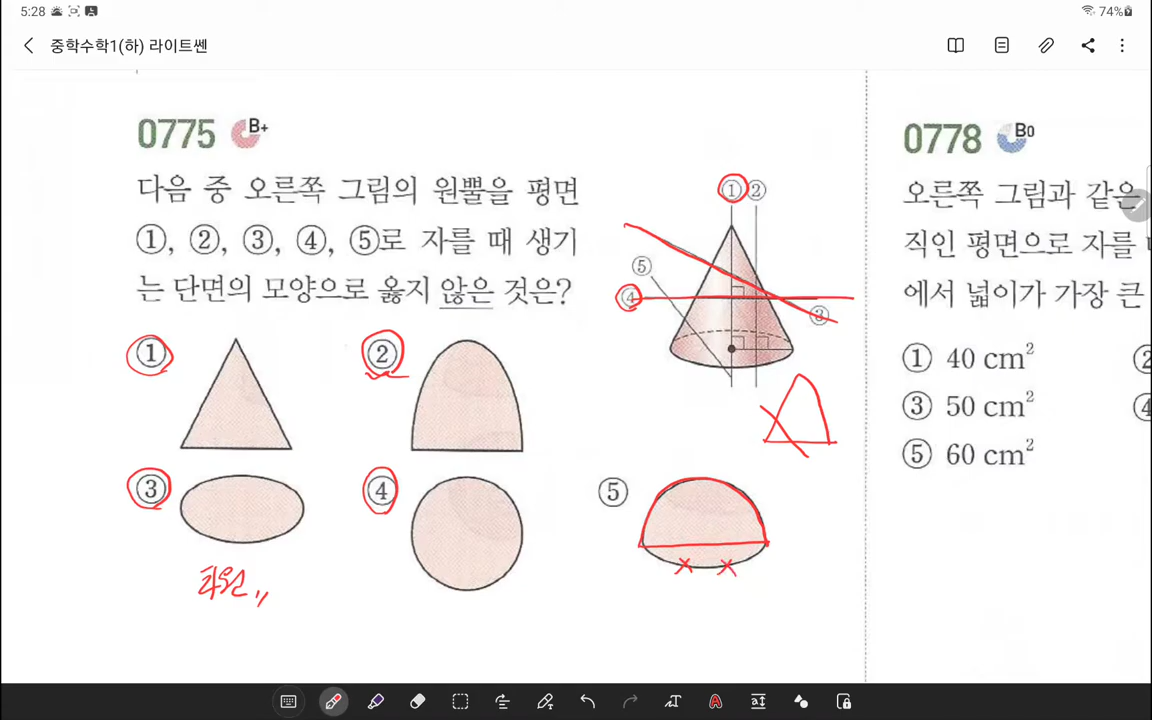 5:28
74%
중학수학1(하) 라이트쎈
0775 B+
다음 중 오른쪽 그림의 원뿔을 평면
①, ②, ③, ④, ⑤로 자를 때 생기
는 단면의 모양으로 옳지 않은 것은?
① ②
⑤
④
③
① ②
③ ④ ⑤
타원
0778 B0
오른쪽 그림과 같은
직인 평면으로 자를
에서 넓이가 가장 큰
① 40 cm²
③ 50 cm²
⑤ 60 cm²